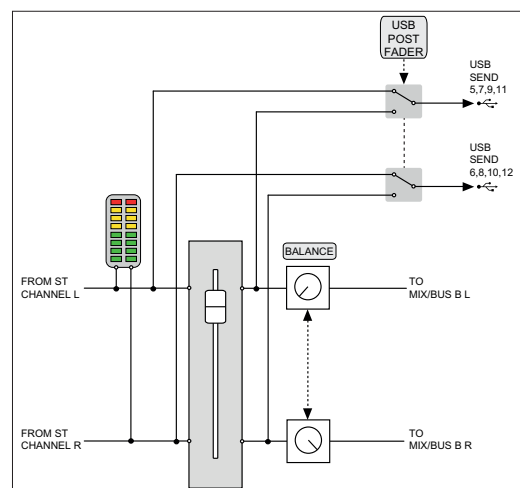 USB
POST
FADER
USB
SEND
5,7,9,11
USB
SEND
6,8,10,12
BALANCE
FROM ST
CHANNEL L
TO
MIX/BUS B L
FROM ST
CHANNEL R
TO
MIX/BUS B R